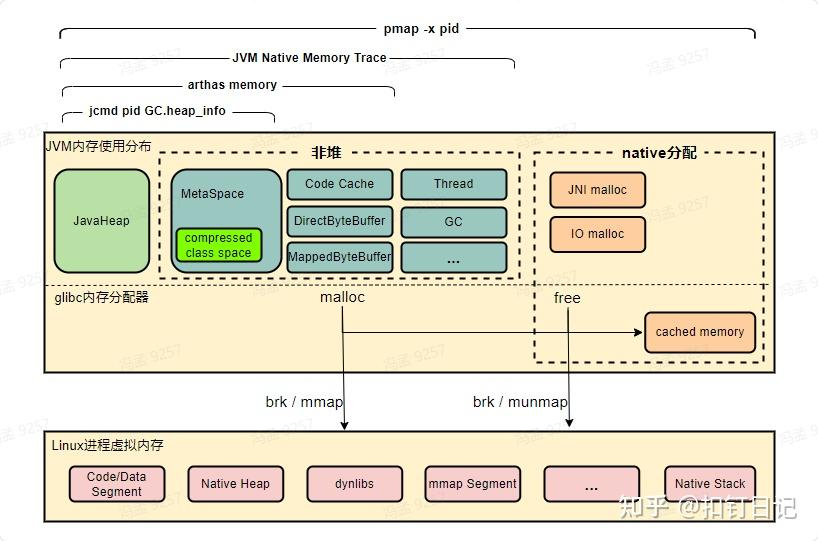 pmap -x pid
JVM Native Memory Trace
arthas memory
jcmd pid GC.heap_info
JVM内存使用分布
非堆
native分配
JavaHeap
MetaSpace
compressed
class space
Code Cache
Thread
DirectByteBuffer
GC
MappedByteBuffer
...
JNI malloc
IO malloc
glibc内存分配器
malloc
free
cached memory
brk / mmap
brk / munmap
Linux进程虚拟内存
Code/Data
Segment
Native Heap
dynlibs
mmap Segment
...
Native Stack
知乎 @扣钉日记
冯孟 9257